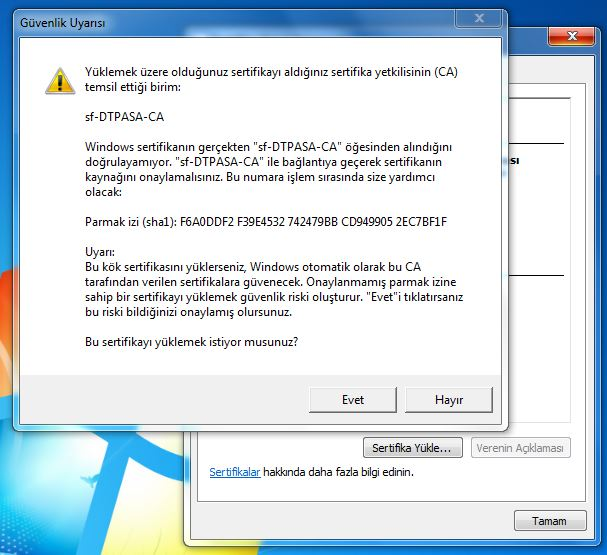 Güvenlik Uyarısı
Yüklemek üzere olduğunuz sertifikayı aldığınız sertifika yetkilisinin (CA)
temsil ettiği birim:
sf-DTPASA-CA
Windows sertifikanın gerçekten "sf-DTPASA-CA" öğesinden alındığını
doğrulayamıyor. "sf-DTPASA-CA" ile bağlantıya geçerek sertifikanın
kaynağını onaylamalısınız. Bu numara işlem sırasında size yardımcı
olacak:
Parmak izi (sha1): F6A0DDF2 F39E4532 742479BB CD949905 2EC7BF1F
Uyarı:
Bu kök sertifikasını yüklerseniz, Windows otomatik olarak bu CA
tarafından verilen sertifikalara güvenecek. Onaylanmamış parmak izine
sahip bir sertifikayı yüklemek güvenlik riski oluşturur. "Evet"i tıklatırsanız
bu riski bildiğinizi onaylamış olursunuz.
Bu sertifikayı yüklemek istiyor musunuz?
Evet
Hayır
Sertifika Yükle...
Verenin Açıklaması
Sertifikalar hakkında daha fazla bilgi edinin.
Tamam